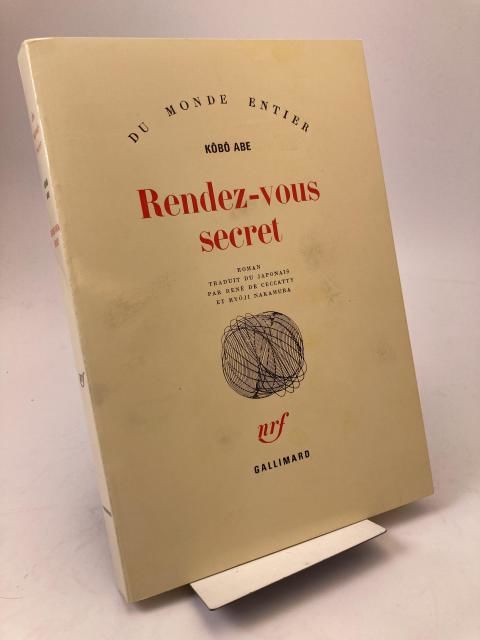 DU MONDE ENTIER
KÔBÔ ABE
Rendez-vous
secret
ROMAN
TRADUIT DU JAPONAIS
PAR RENÉ DE CECCATTY
ET RYÔJI NAKAMURA
nrf
GALLIMARD
nrf